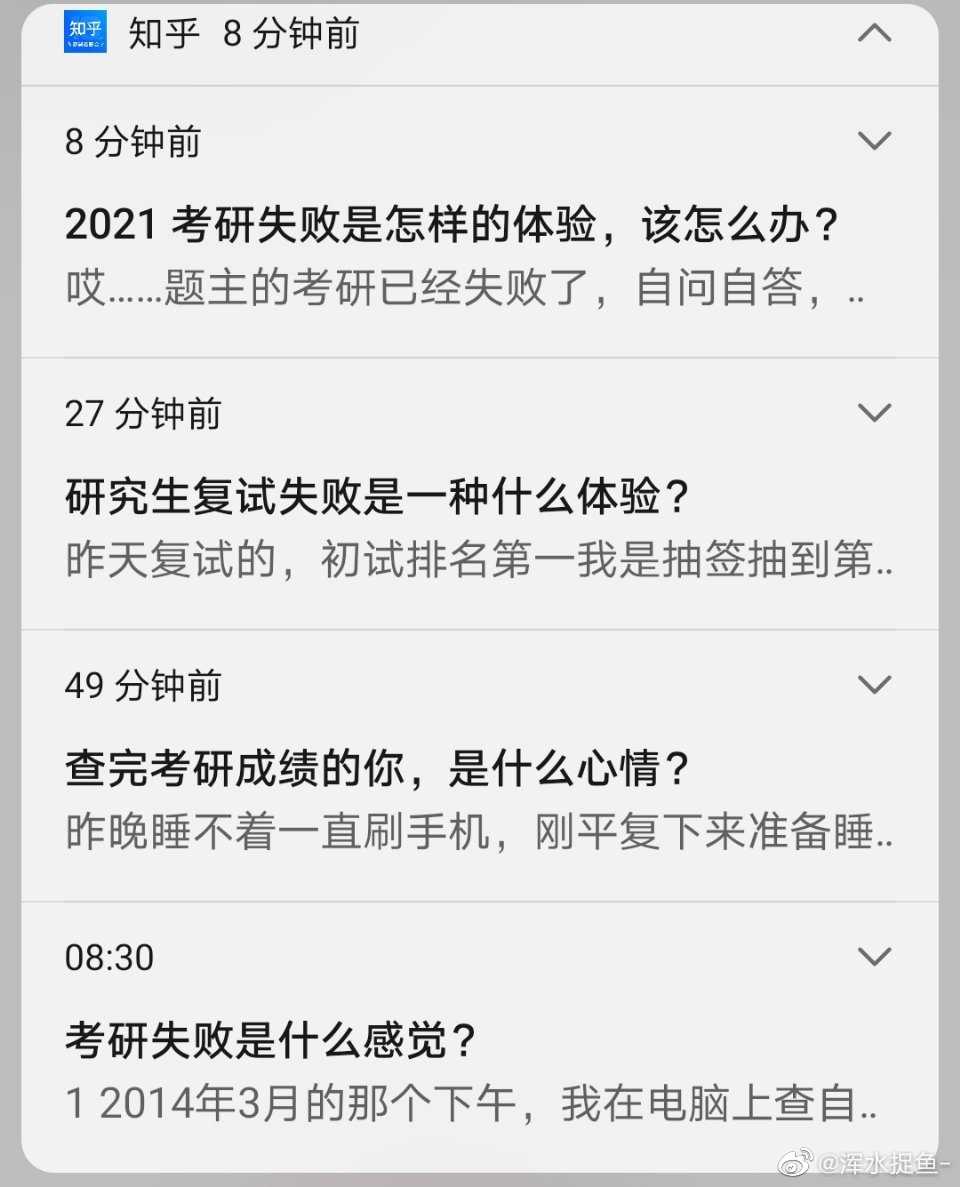 知乎
知乎 8 分钟前
8 分钟前
2021 考研失败是怎样的体验，该怎么办？
哎……题主的考研已经失败了，自问自答，..
27 分钟前
研究生复试失败是一种什么体验？
昨天复试的，初试排名第一我是抽签抽到第..
49 分钟前
查完考研成绩的你，是什么心情？
昨晚睡不着一直刷手机，刚平复下来准备睡..
08:30
考研失败是什么感觉？
1 2014年3月的那个下午，我在电脑上查自..
@浑水捉鱼-